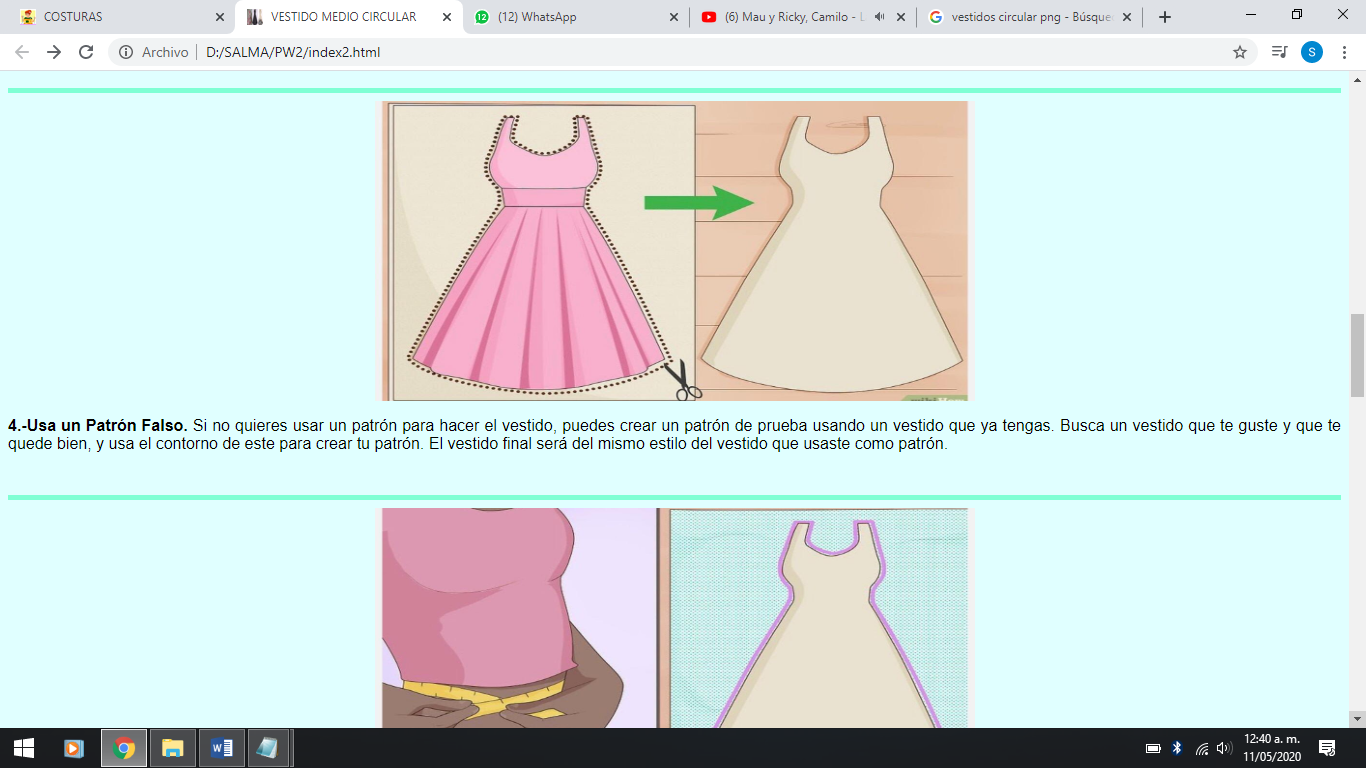 COSTURAS
VESTIDO MEDIO CIRCULAR
(12) WhatsApp
(6) Mau y Ricky, Camilo - L
vestidos circular png - Búsque
Archivo
D:/SALMA/PW2/index2.html
S
4.-Usa un Patrón Falso. Si no quieres usar un patrón para hacer el vestido, puedes crear un patrón de prueba usando un vestido que ya tengas. Busca un vestido que te guste y que te
quede bien, y usa el contorno de este para crear tu patrón. El vestido final será del mismo estilo del vestido que usaste como patrón.
12:40 a. m.
11/05/2020